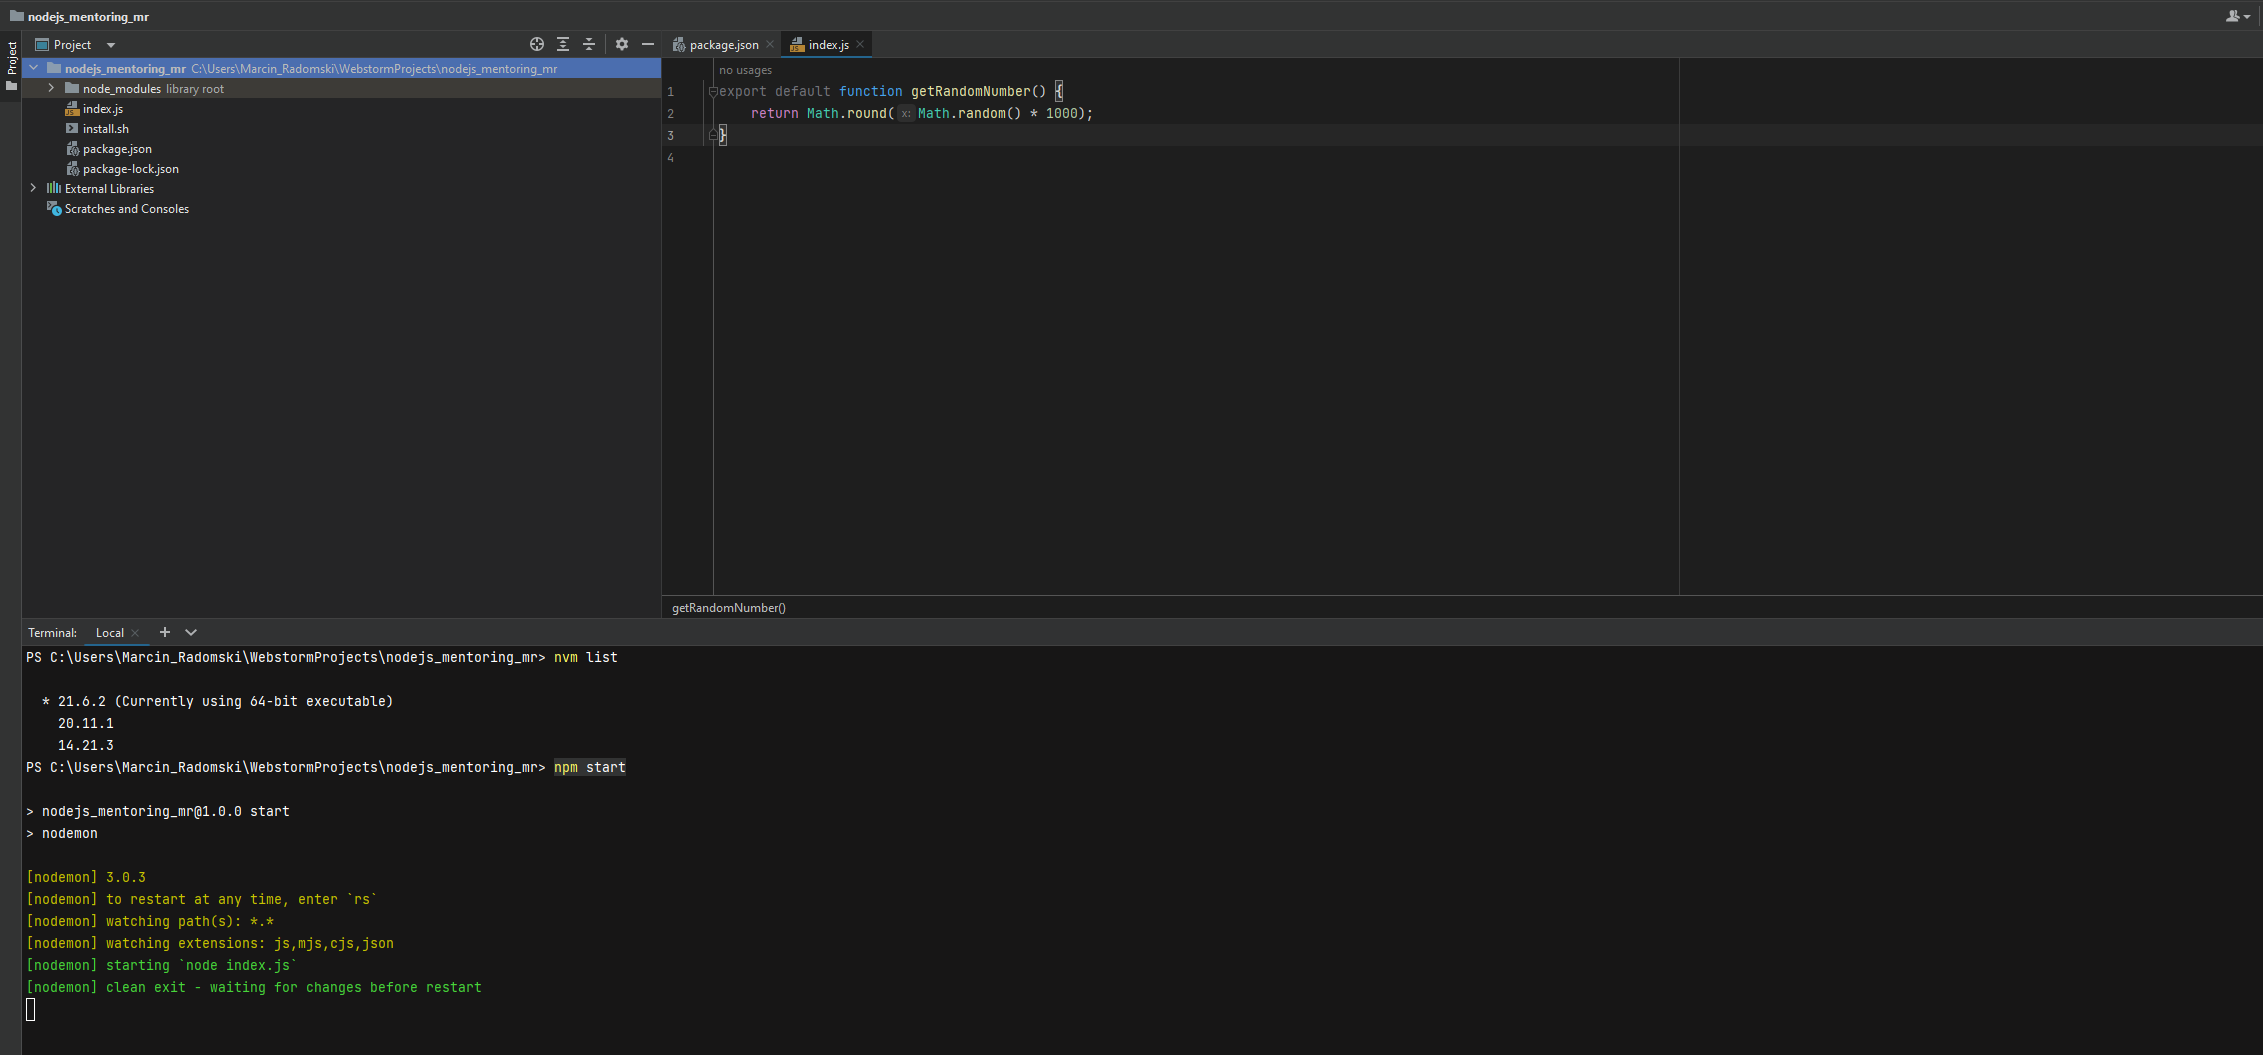 nodejs_mentoring_mr
Project
Project
nodejs_mentoring_mr C:\Users\Marcin_Radomski\WebstormProjects\nodejs_mentoring_mr
node_modules library root
index.js
install.sh
package.json
package-lock.json
External Libraries
Scratches and Consoles
package.json
index.js
no usages
1 export default function getRandomNumber() {
2 return Math.round( x: Math.random() * 1000);
3 }
4
getRandomNumber()
Terminal: Local
PS C:\Users\Marcin_Radomski\WebstormProjects\nodejs_mentoring_mr> nvm list
* 21.6.2 (Currently using 64-bit executable)
20.11.1
14.21.3
PS C:\Users\Marcin_Radomski\WebstormProjects\nodejs_mentoring_mr> npm start
> nodejs_mentoring_mr@1.0.0 start
> nodemon
[nodemon] 3.0.3
[nodemon] to restart at any time, enter `rs`
[nodemon] watching path(s): *.*
[nodemon] watching extensions: js,mjs,cjs,json
[nodemon] starting `node index.js`
[nodemon] clean exit - waiting for changes before restart